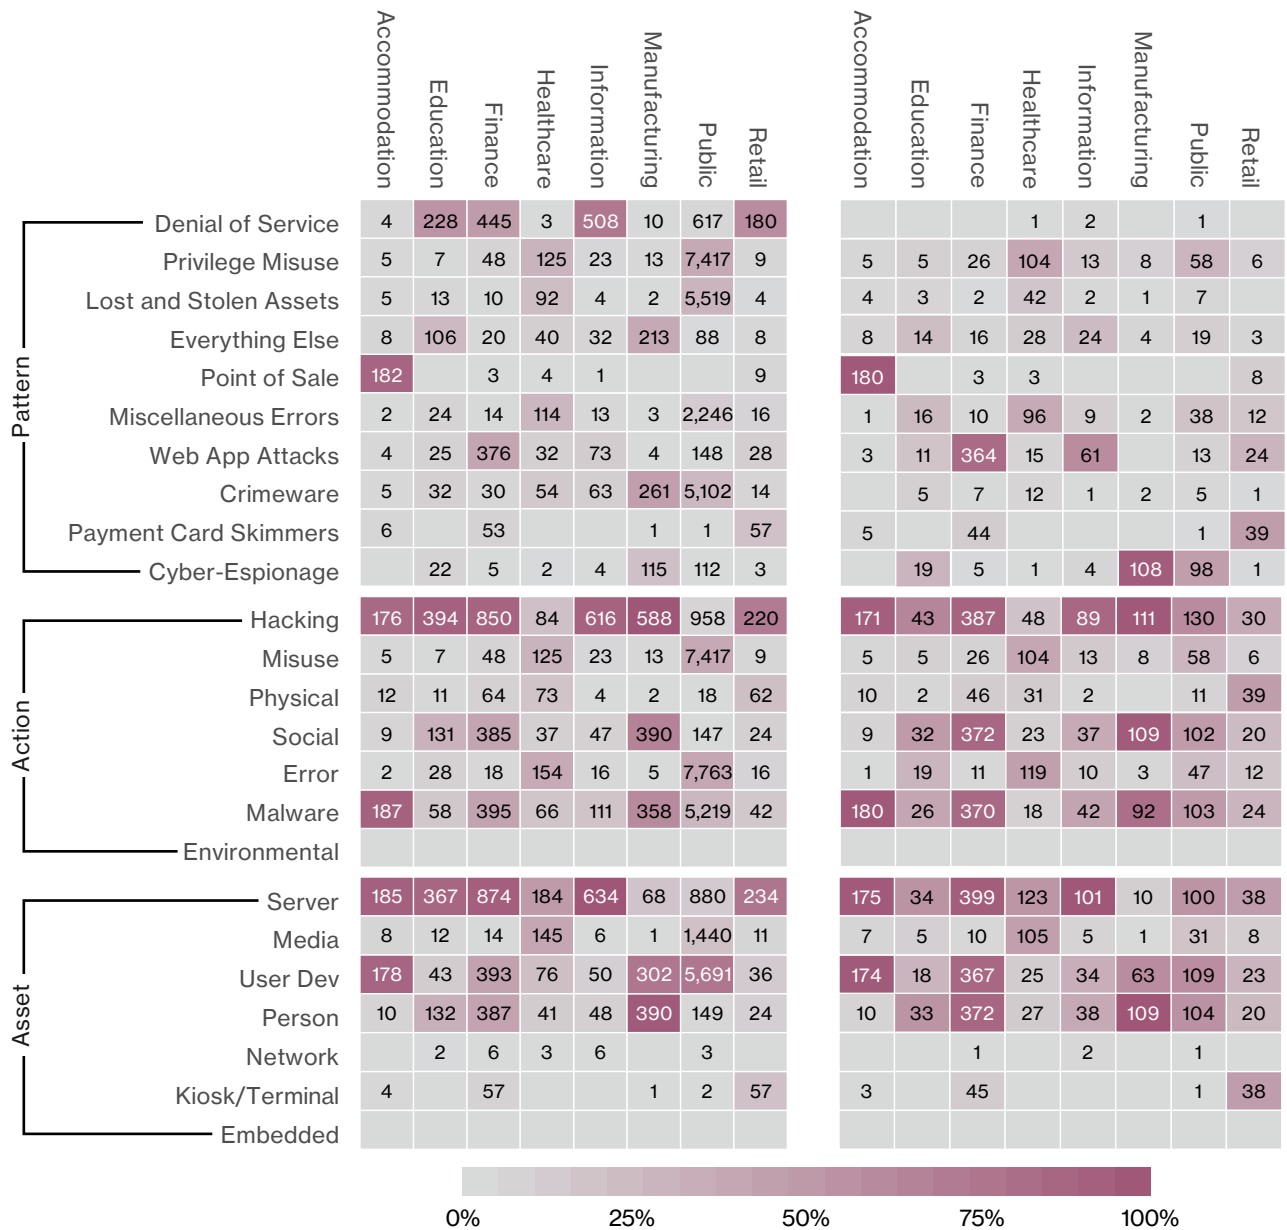 Accommodation Education Finance Healthcare Information Manufacturing Public Retail Accommodation Education Finance Healthcare Information Manufacturing Public Retail
Pattern
Denial of Service 4 228 445 3 508 10 617 180 1 2 1
Privilege Misuse 5 7 48 125 23 13 7,417 9 5 5 26 104 13 8 58 6
Lost and Stolen Assets 5 13 10 92 4 2 5,519 4 4 3 2 42 2 1 7
Everything Else 8 106 20 40 32 213 88 8 8 14 16 28 24 4 19 3
Point of Sale 182 3 4 1 9 180 3 3 8
Miscellaneous Errors 2 24 14 114 13 3 2,246 16 1 16 10 96 9 2 38 12
Web App Attacks 4 25 376 32 73 4 148 28 3 11 364 15 61 13 24
Crimeware 5 32 30 54 63 261 5,102 14 5 7 12 1 2 5 1
Payment Card Skimmers 6 53 1 1 57 5 44 1 39
Cyber-Espionage 22 5 2 4 115 112 3 19 5 1 4 108 98 1
Action
Hacking 176 394 850 84 616 588 958 220 171 43 387 48 89 111 130 30
Misuse 5 7 48 125 23 13 7,417 9 5 5 26 104 13 8 58 6
Physical 12 11 64 73 4 2 18 62 10 2 46 31 2 11 39
Social 9 131 385 37 47 390 147 24 9 32 372 23 37 109 102 20
Error 2 28 18 154 16 5 7,763 16 1 19 11 119 10 3 47 12
Malware 187 58 395 66 111 358 5,219 42 180 26 370 18 42 92 103 24
Environmental
Asset
Server 185 367 874 184 634 68 880 234 175 34 399 123 101 10 100 38
Media 8 12 14 145 6 1 1,440 11 7 5 10 105 5 1 31 8
User Dev 178 43 393 76 50 302 5,691 36 174 18 367 25 34 63 109 23
Person 10 132 387 41 48 390 149 24 10 33 372 27 38 109 104 20
Network 2 6 3 6 3 1 2 1
Kiosk/Terminal 4 57 1 2 57 3 45 1 38
Embedded
0% 25% 50% 75% 100%